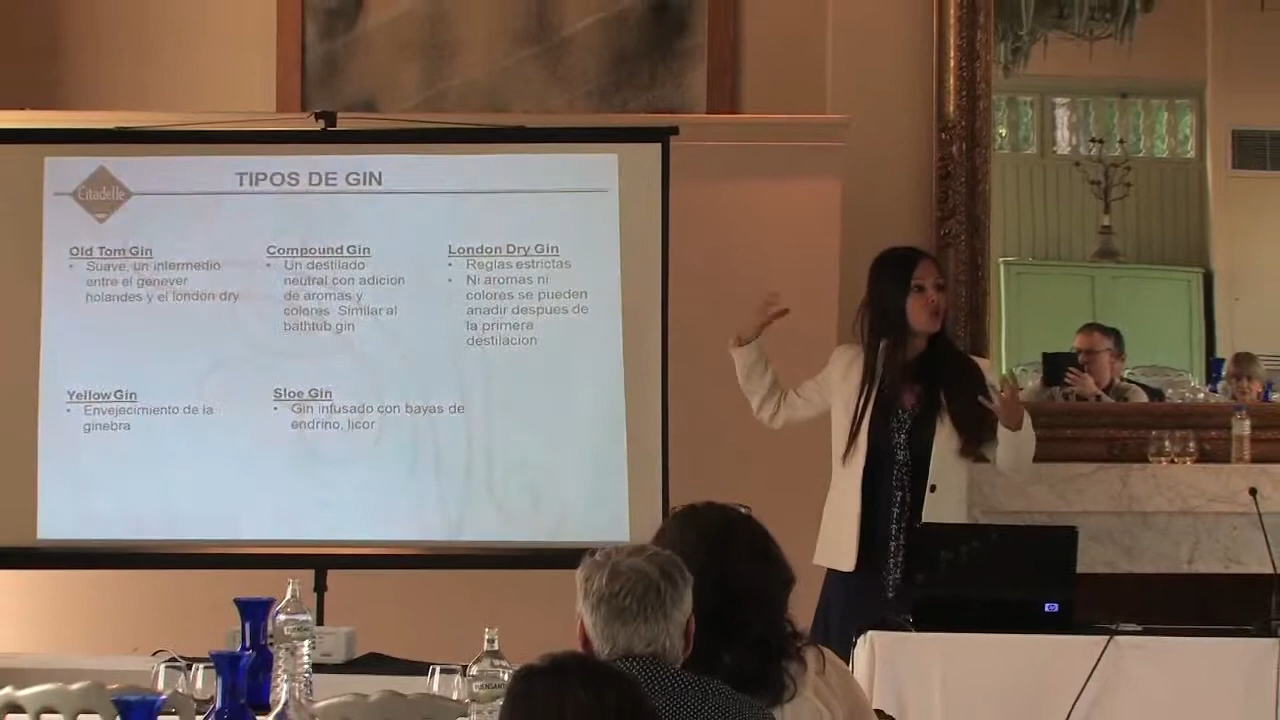 Citadelle
TIPOS DE GIN
Old Tom Gin
• Suave, un intermedio
entre el genever
holandes y el london dry
Compound Gin
• Un destilado
neutral con adicion
de aromas y
colores Similar al
bathtub gin
London Dry Gin
• Reglas estrictas
• Ni aromas ni
colores se pueden
anadir despues de
la primera
destilacion
Yellow Gin
• Envejecimiento de la
ginebra
Sloe Gin
• Gin infusado con bayas de
endrino, licor
hp